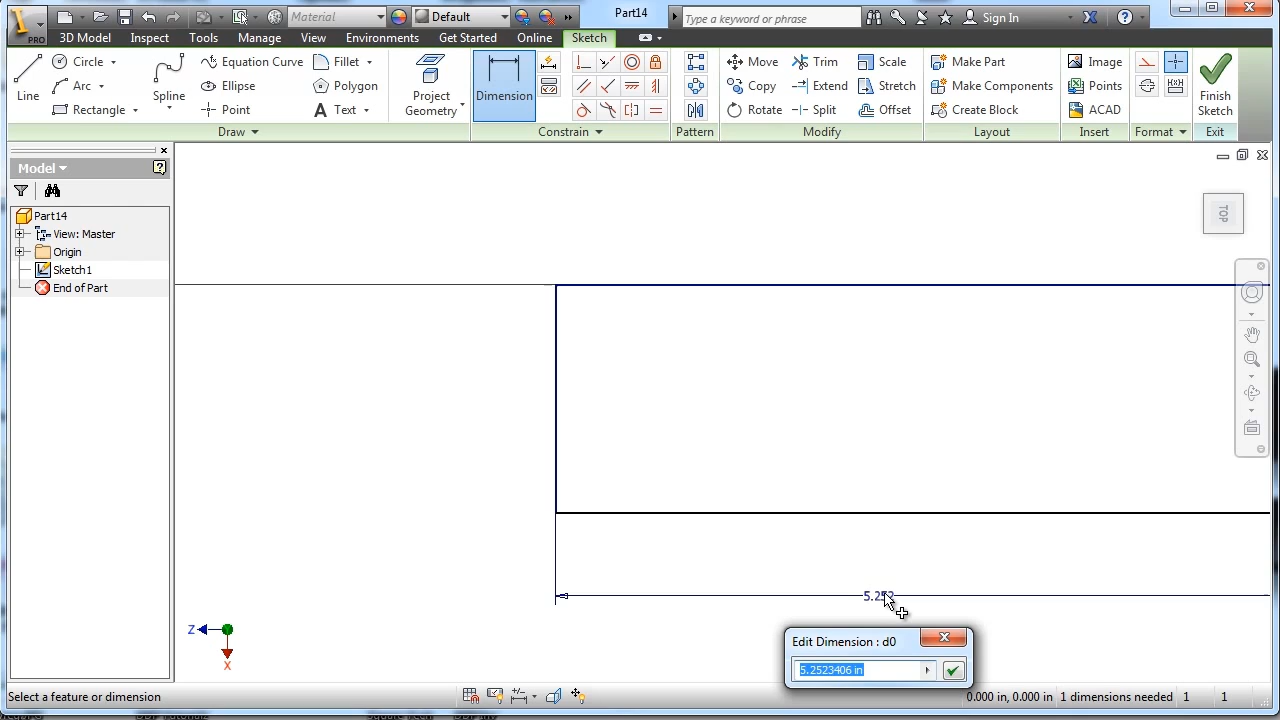 Material
Default
Part14
Type a keyword or phrase
Sign In
PRO
3D Model Inspect Tools Manage View Environments Get Started Online Sketch
Line
Circle
Arc
Rectangle
Spline
Equation Curve
Ellipse
Point
Fillet
Polygon
Text
Project
Geometry
Dimension
Move
Copy
Rotate
Trim
Extend
Split
Scale
Stretch
Offset
Make Part
Make Components
Create Block
Image
Points
ACAD
Finish
Sketch
Draw Constrain Pattern Modify Layout Insert Format Exit
Model
Part14
View: Master
Origin
Sketch1
End of Part
TOP
5.252
Z
X
Edit Dimension : d0
5.2523406 in
Select a feature or dimension
0.000 in, 0.000 in 1 dimensions needed 1 1